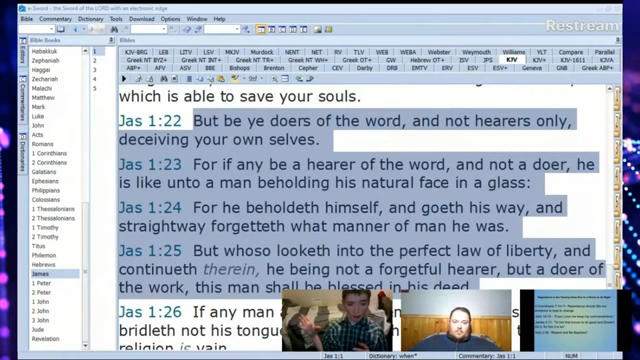 e-Sword - the Sword of the LORD with an electronic edge
Bible Commentary Dictionary Tools Download Options Window Help
Restream
Bible Books
Habakkuk
Zephaniah
Haggai
Zechariah
Malachi
Matthew
Mark
Luke
John
Acts
Romans
1 Corinthians
2 Corinthians
Galatians
Ephesians
Philippians
Colossians
1 Thessalonians
2 Thessalonians
1 Timothy
2 Timothy
Titus
Philemon
Hebrews
James
1 Peter
2 Peter
1 John
2 John
3 John
Jude
Revelation
1
2
3
4
5
KJV-BRG LEB LITV LSV MKJV Murdock NENT NET RV TLV WEB Webster Weymouth Williams YLT Compare Parallel
Greek NT BYZ+ Greek NT INT+ Greek NT TR+ Greek NT WH+ Greek OT+ GW Hebrew OT+ ISV KJV KJV-1611 KJV+
ABP+ AFV ASV BBE Bishops CEV Darby DRB EMTV ERV ESV ESV+ Geneva GNB
which is able to save your souls.
Jas 1:22 But be ye doers of the word, and not hearers only,
deceiving your own selves.
Jas 1:23 For if any be a hearer of the word, and not a doer, he
is like unto a man beholding his natural face in a glass:
Jas 1:24 For he beholdeth himself, and goeth his way, and
straightway forgetteth what manner of man he was.
Jas 1:25 But whoso looketh into the perfect law of liberty, and
continueth therein, he being not a forgetful hearer, but a doer of
the work, this man shall be blessed in his deed.
Jas 1:26 If any man
bridleth not his tongue
religion is vain.
Jas 1:1 Dictionary: when* Commentary: Jas 1:1